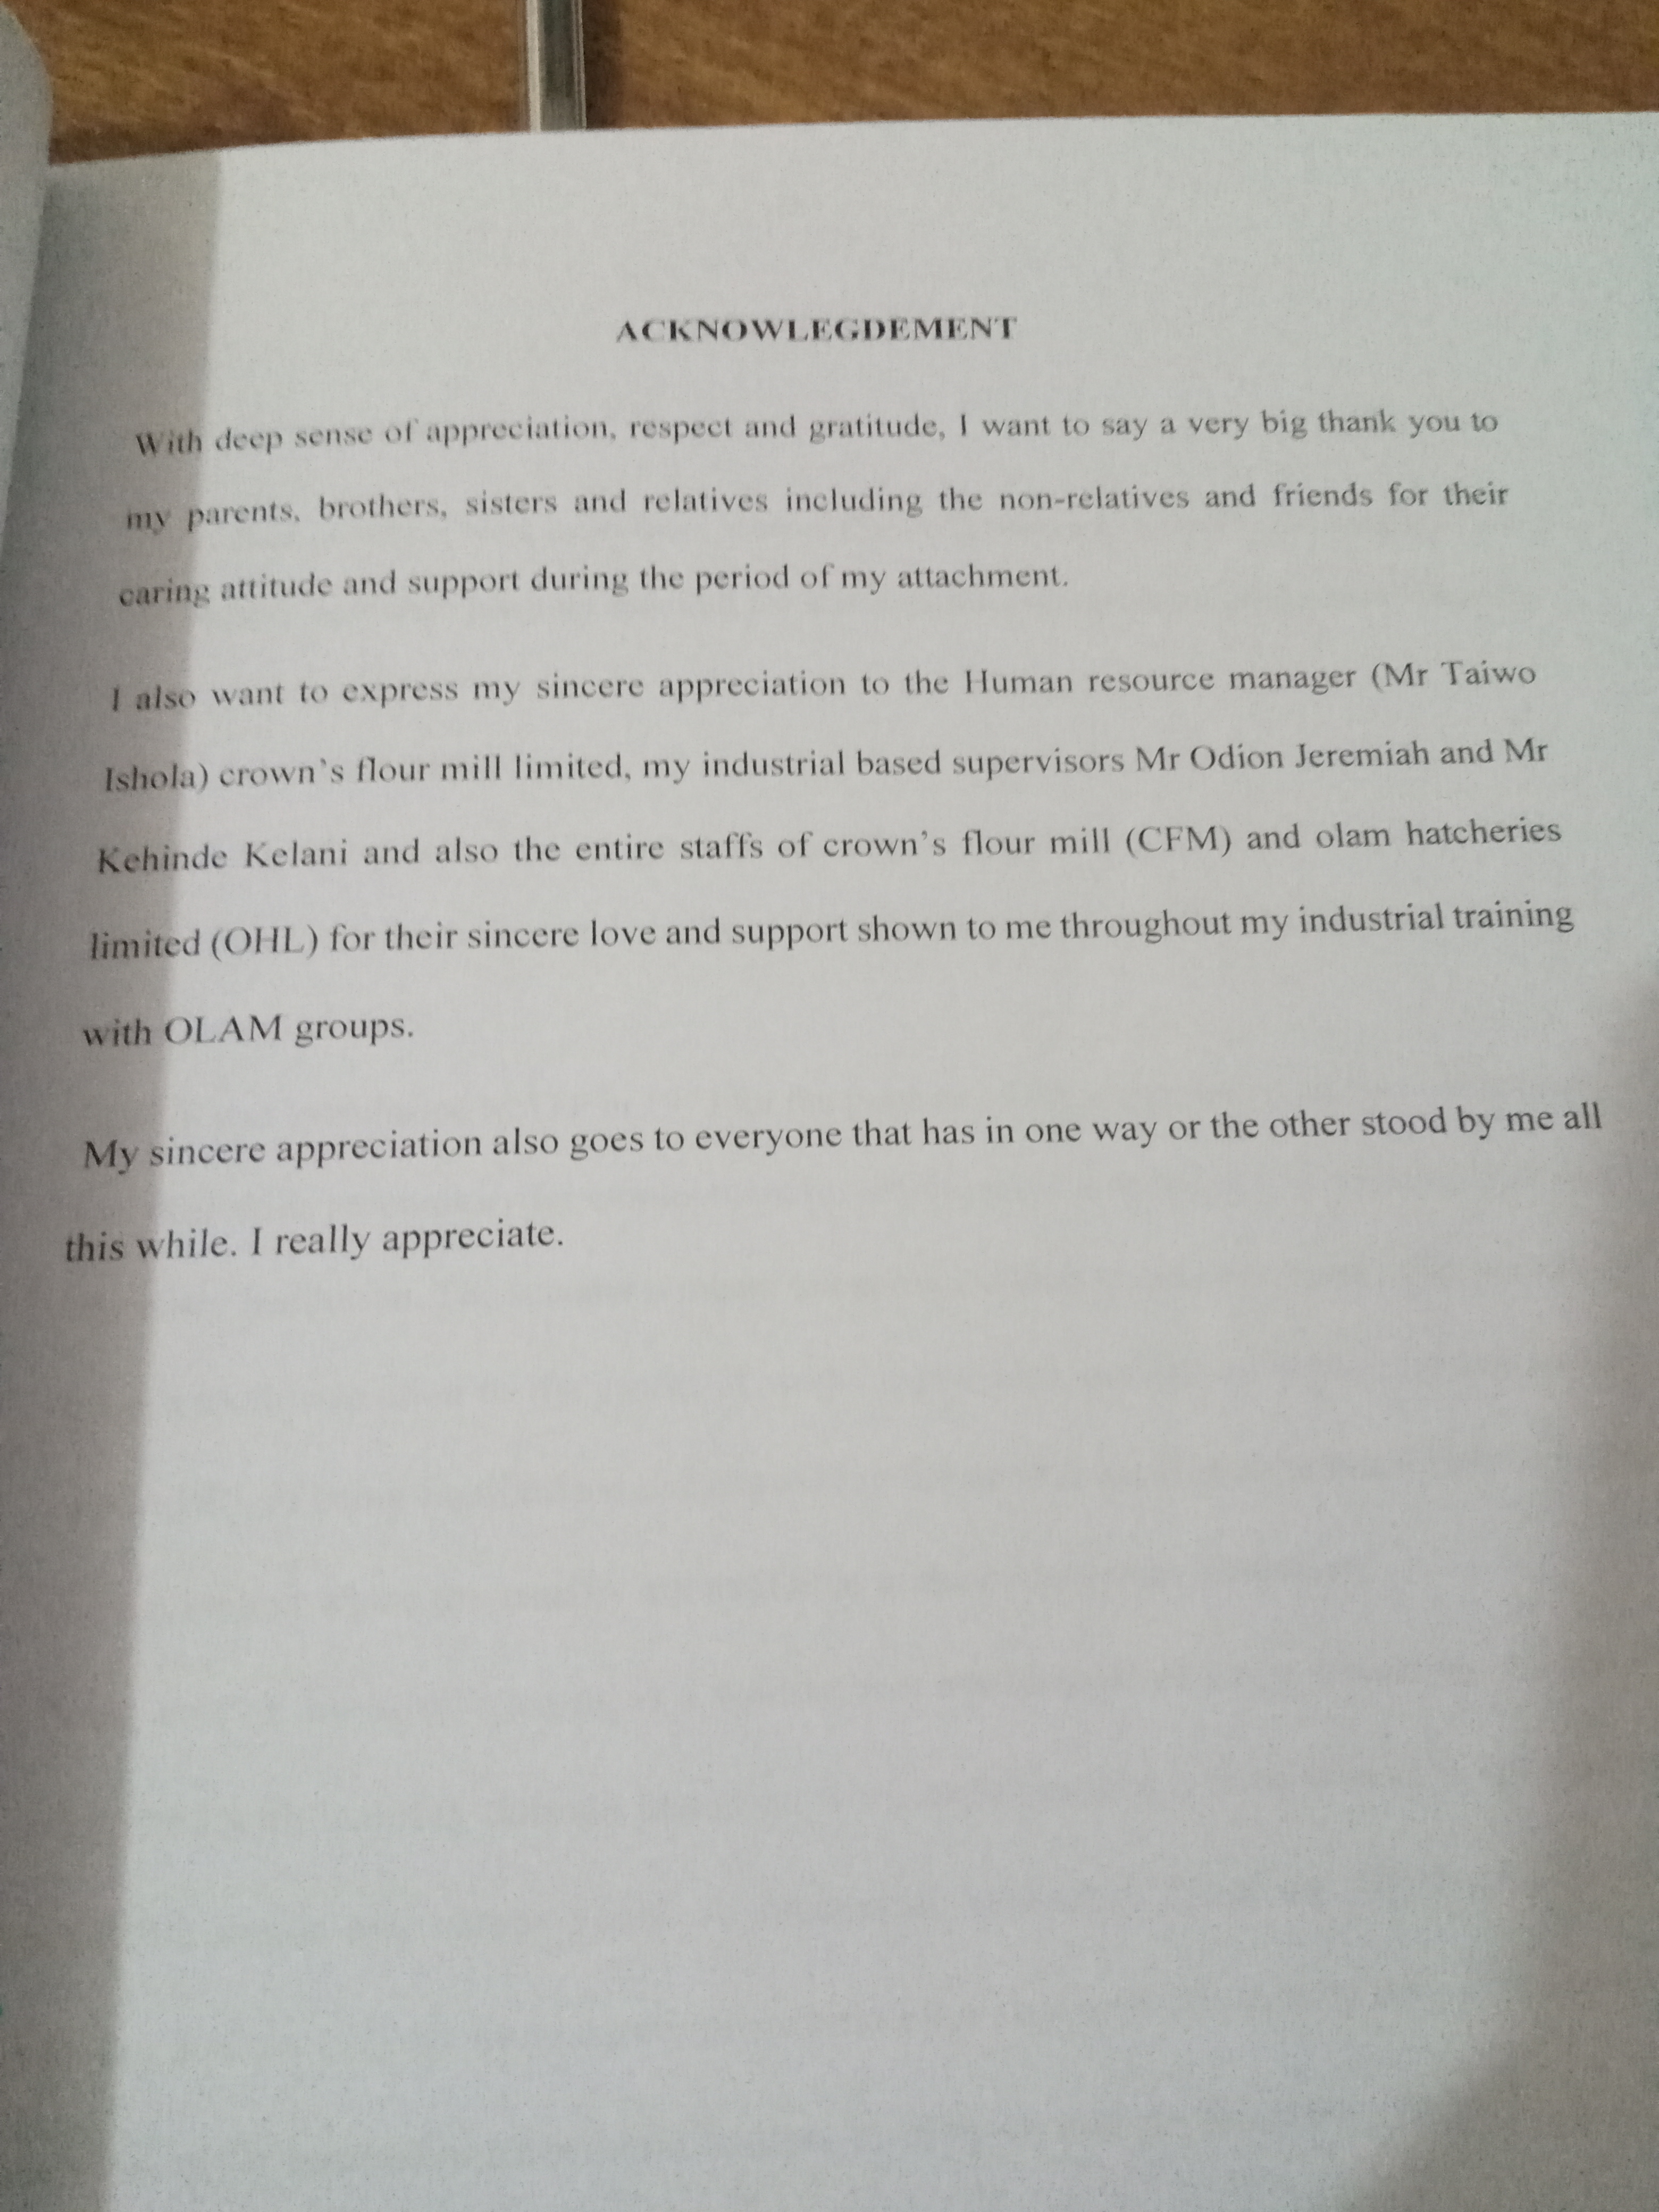 ACKNOWLEGDEMENT
With deep sense of appreciation, respect and gratitude, I want to say a very big thank you to
my parents, brothers, sisters and relatives including the non-relatives and friends for their
caring attitude and support during the period of my attachment.
I also want to express my sincere appreciation to the Human resource manager (Mr Taiwo
Ishola) crown's flour mill limited, my industrial based supervisors Mr Odion Jeremiah and Mr
Kehinde Kelani and also the entire staffs of crown's flour mill (CFM) and olam hatcheries
limited (OHL) for their sincere love and support shown to me throughout my industrial training
with OLAM groups.
My sincere appreciation also goes to everyone that has in one way or the other stood by me all
this while. I really appreciate.